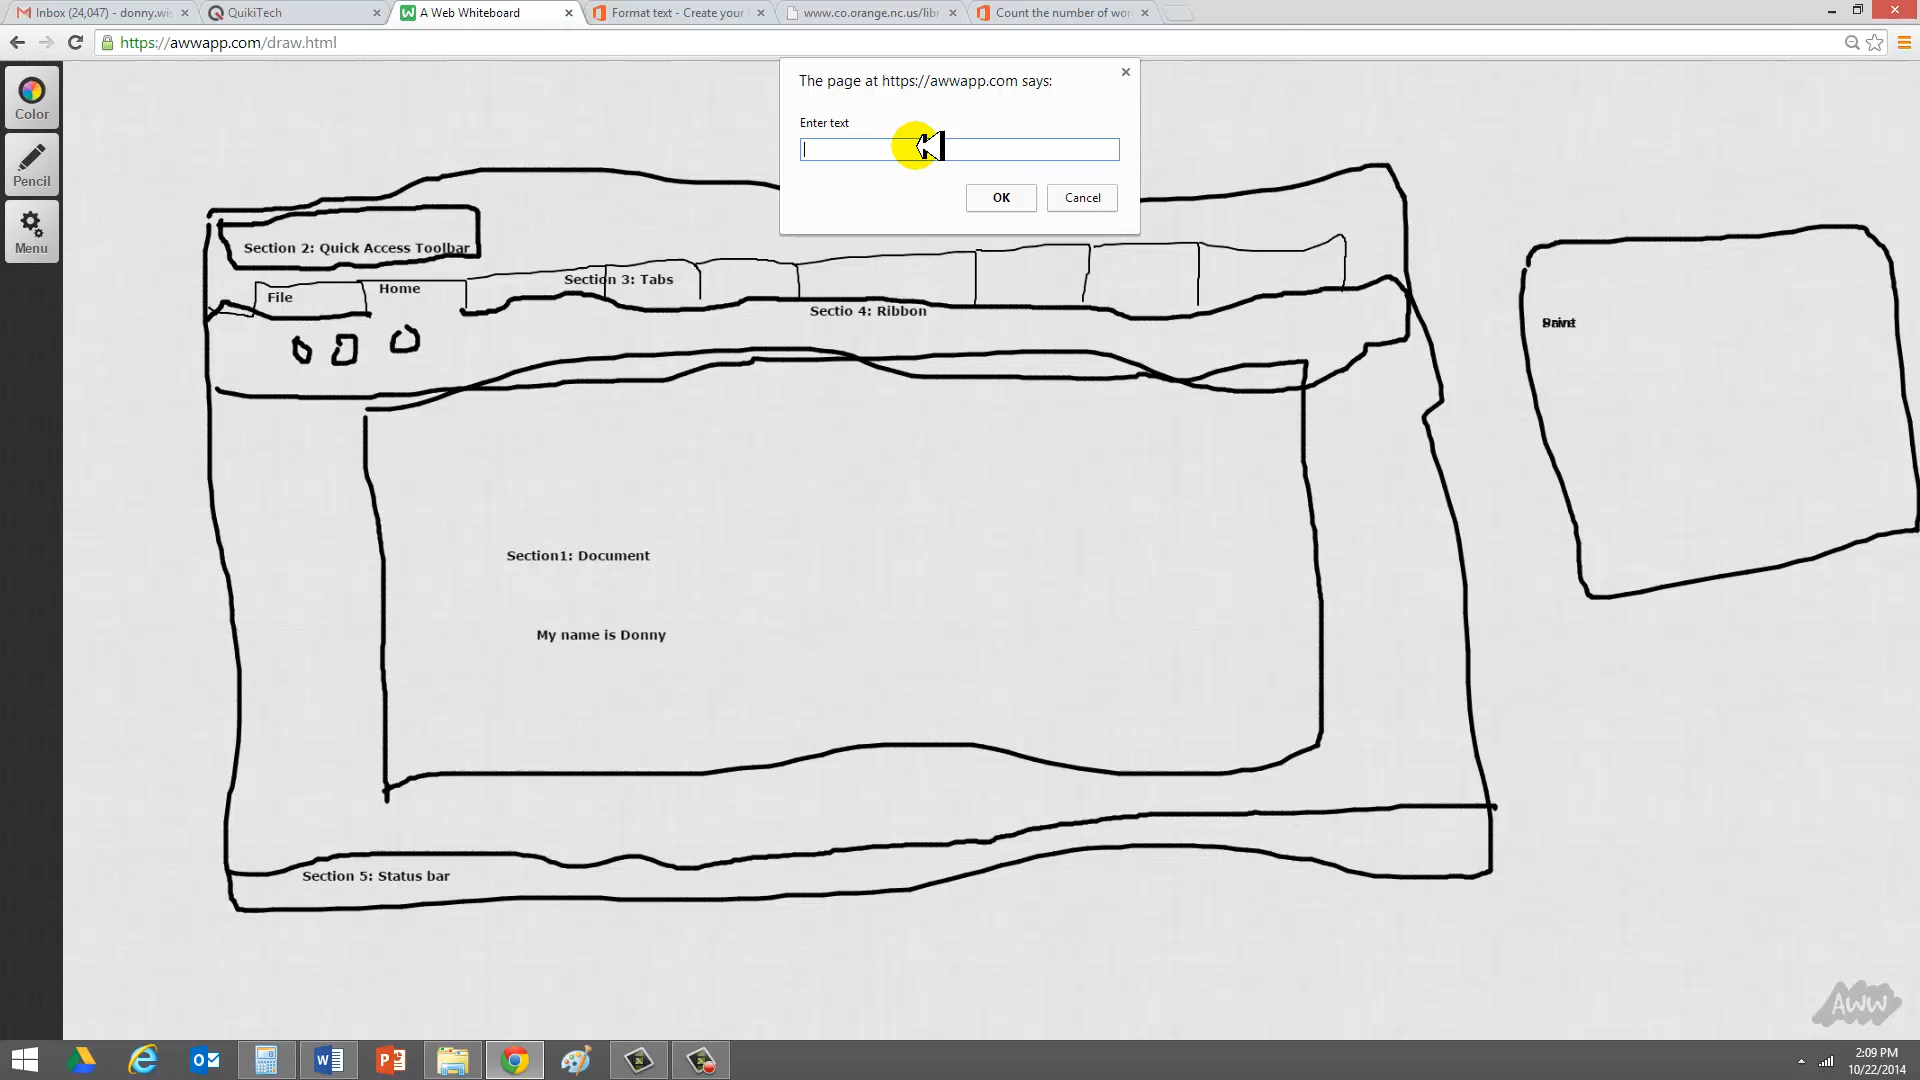 Inbox (24,047) - donny.wi
QuikiTech
A Web Whiteboard
Format text - Create your
www.co.orange.nc.us/lib
Count the number of wor
https://awwapp.com/draw.html
The page at https://awwapp.com says:
Enter text
OK
Cancel
Color
Pencil
Menu
Section 2: Quick Access Toolbar
Section 3: Tabs
File
Home
Sectio 4: Ribbon
Section1: Document
My name is Donny
Section 5: Status bar
AWW
2:09 PM
10/22/2014